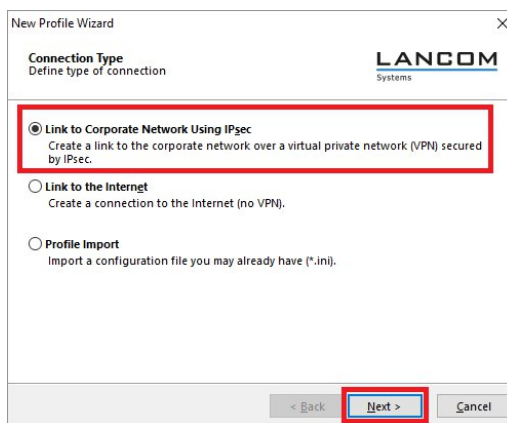 New Profile Wizard
Connection Type
Define type of connection
LANCOM
Systems
Link to Corporate Network Using IPsec
Create a link to the corporate network over a virtual private network (VPN) secured
by IPsec.
Link to the Internet
Create a connection to the Internet (no VPN).
Profile Import
Import a configuration file you may already have (*.ini).
< Back Next > Cancel